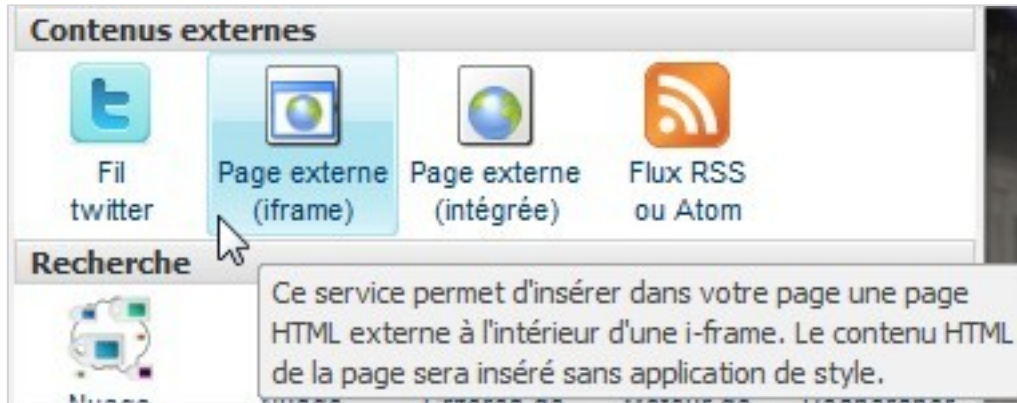 Contenus externes
Fil
twitter
Page externe
(iframe)
Page externe
(intégrée)
Flux RSS
ou Atom
Recherche
Ce service permet d'insérer dans votre page une page
HTML externe à l'intérieur d'une i-frame. Le contenu HTML
de la page sera inséré sans application de style.